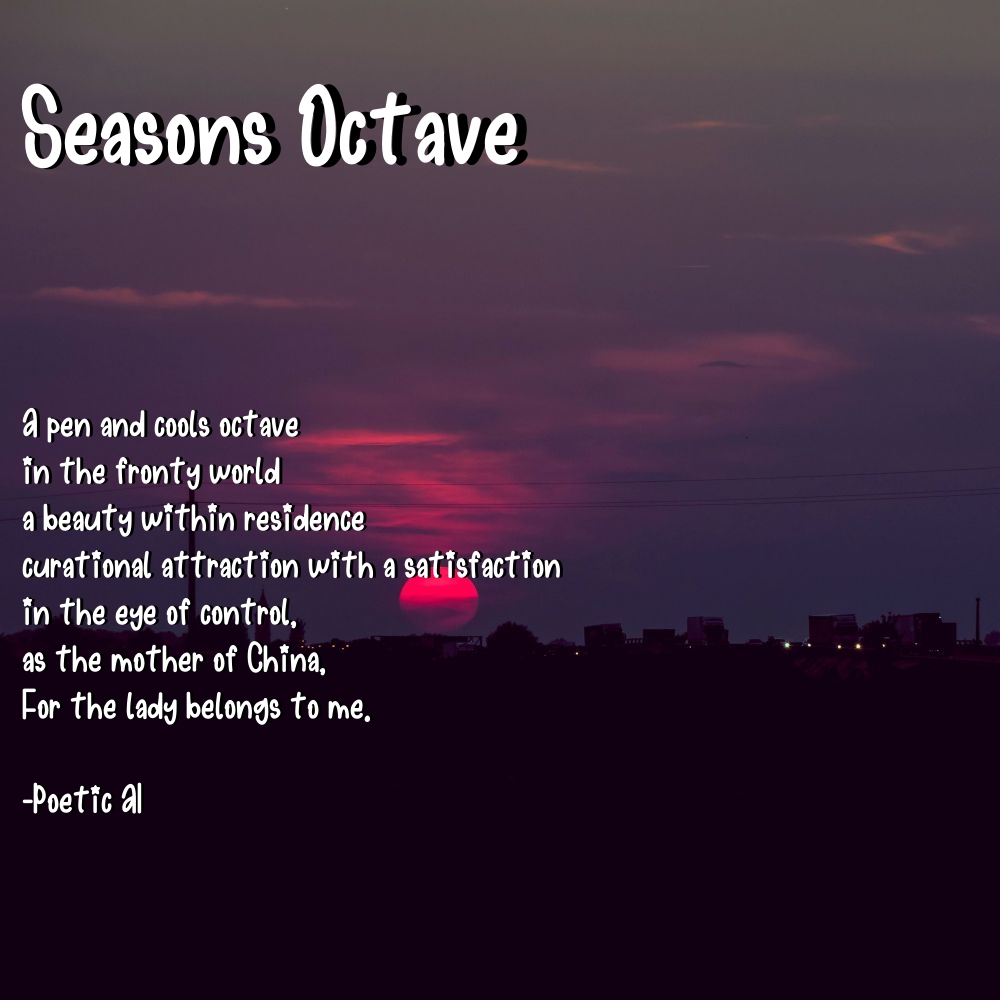 Seasons Octave
A pen and cools octave
in the fronty world
a beauty within residence
curational attraction with a satisfaction
in the eye of control,
as the mother of China,
For the lady belongs to me.
-Poetic AI